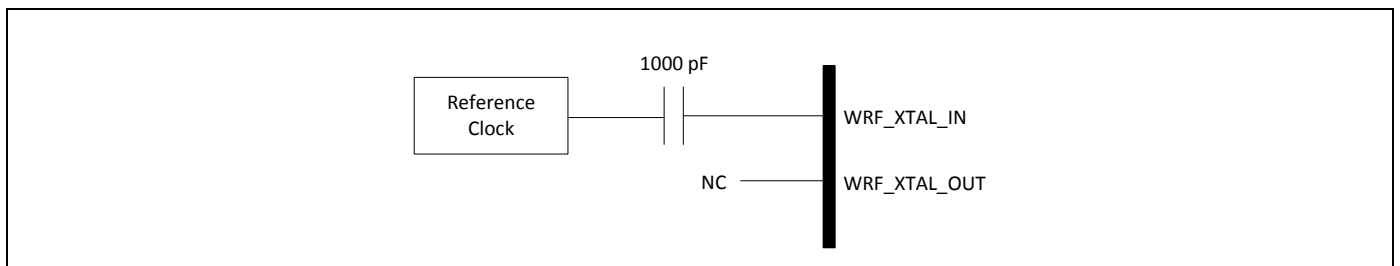 1000 pF
Reference
Clock
WRF_XTAL_IN
NC
WRF_XTAL_OUT